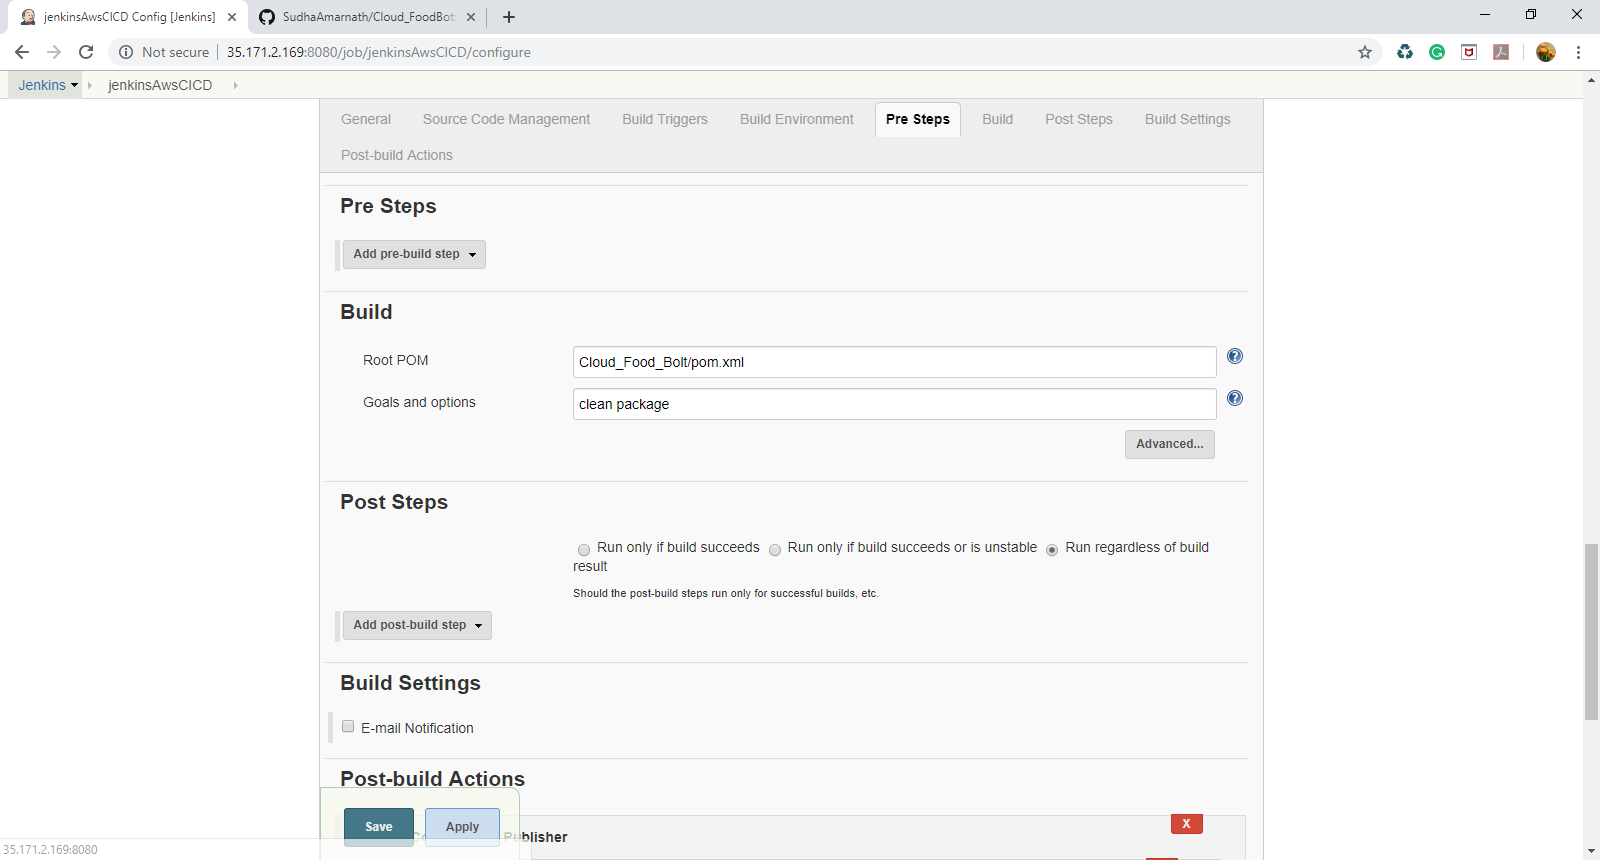 jenkinsAwsCICD Config [Jenkins]
SudhaAmarnath/Cloud_FoodBot
Not secure
35.171.2.169:8080/job/jenkinsAwsCICD/configure
Jenkins
jenkinsAwsCICD
General
Source Code Management
Build Triggers
Build Environment
Pre Steps
Build
Post Steps
Build Settings
Post-build Actions
Pre Steps
Add pre-build step
Build
Root POM
Cloud_Food_Bolt/pom.xml
Goals and options
clean package
Advanced...
Post Steps
Run only if build succeeds
Run only if build succeeds or is unstable
Run regardless of build
result
Should the post-build steps run only for successful builds, etc.
Add post-build step
Build Settings
E-mail Notification
Post-build Actions
X
Save
Apply
Publisher
35.171.2.169:8080